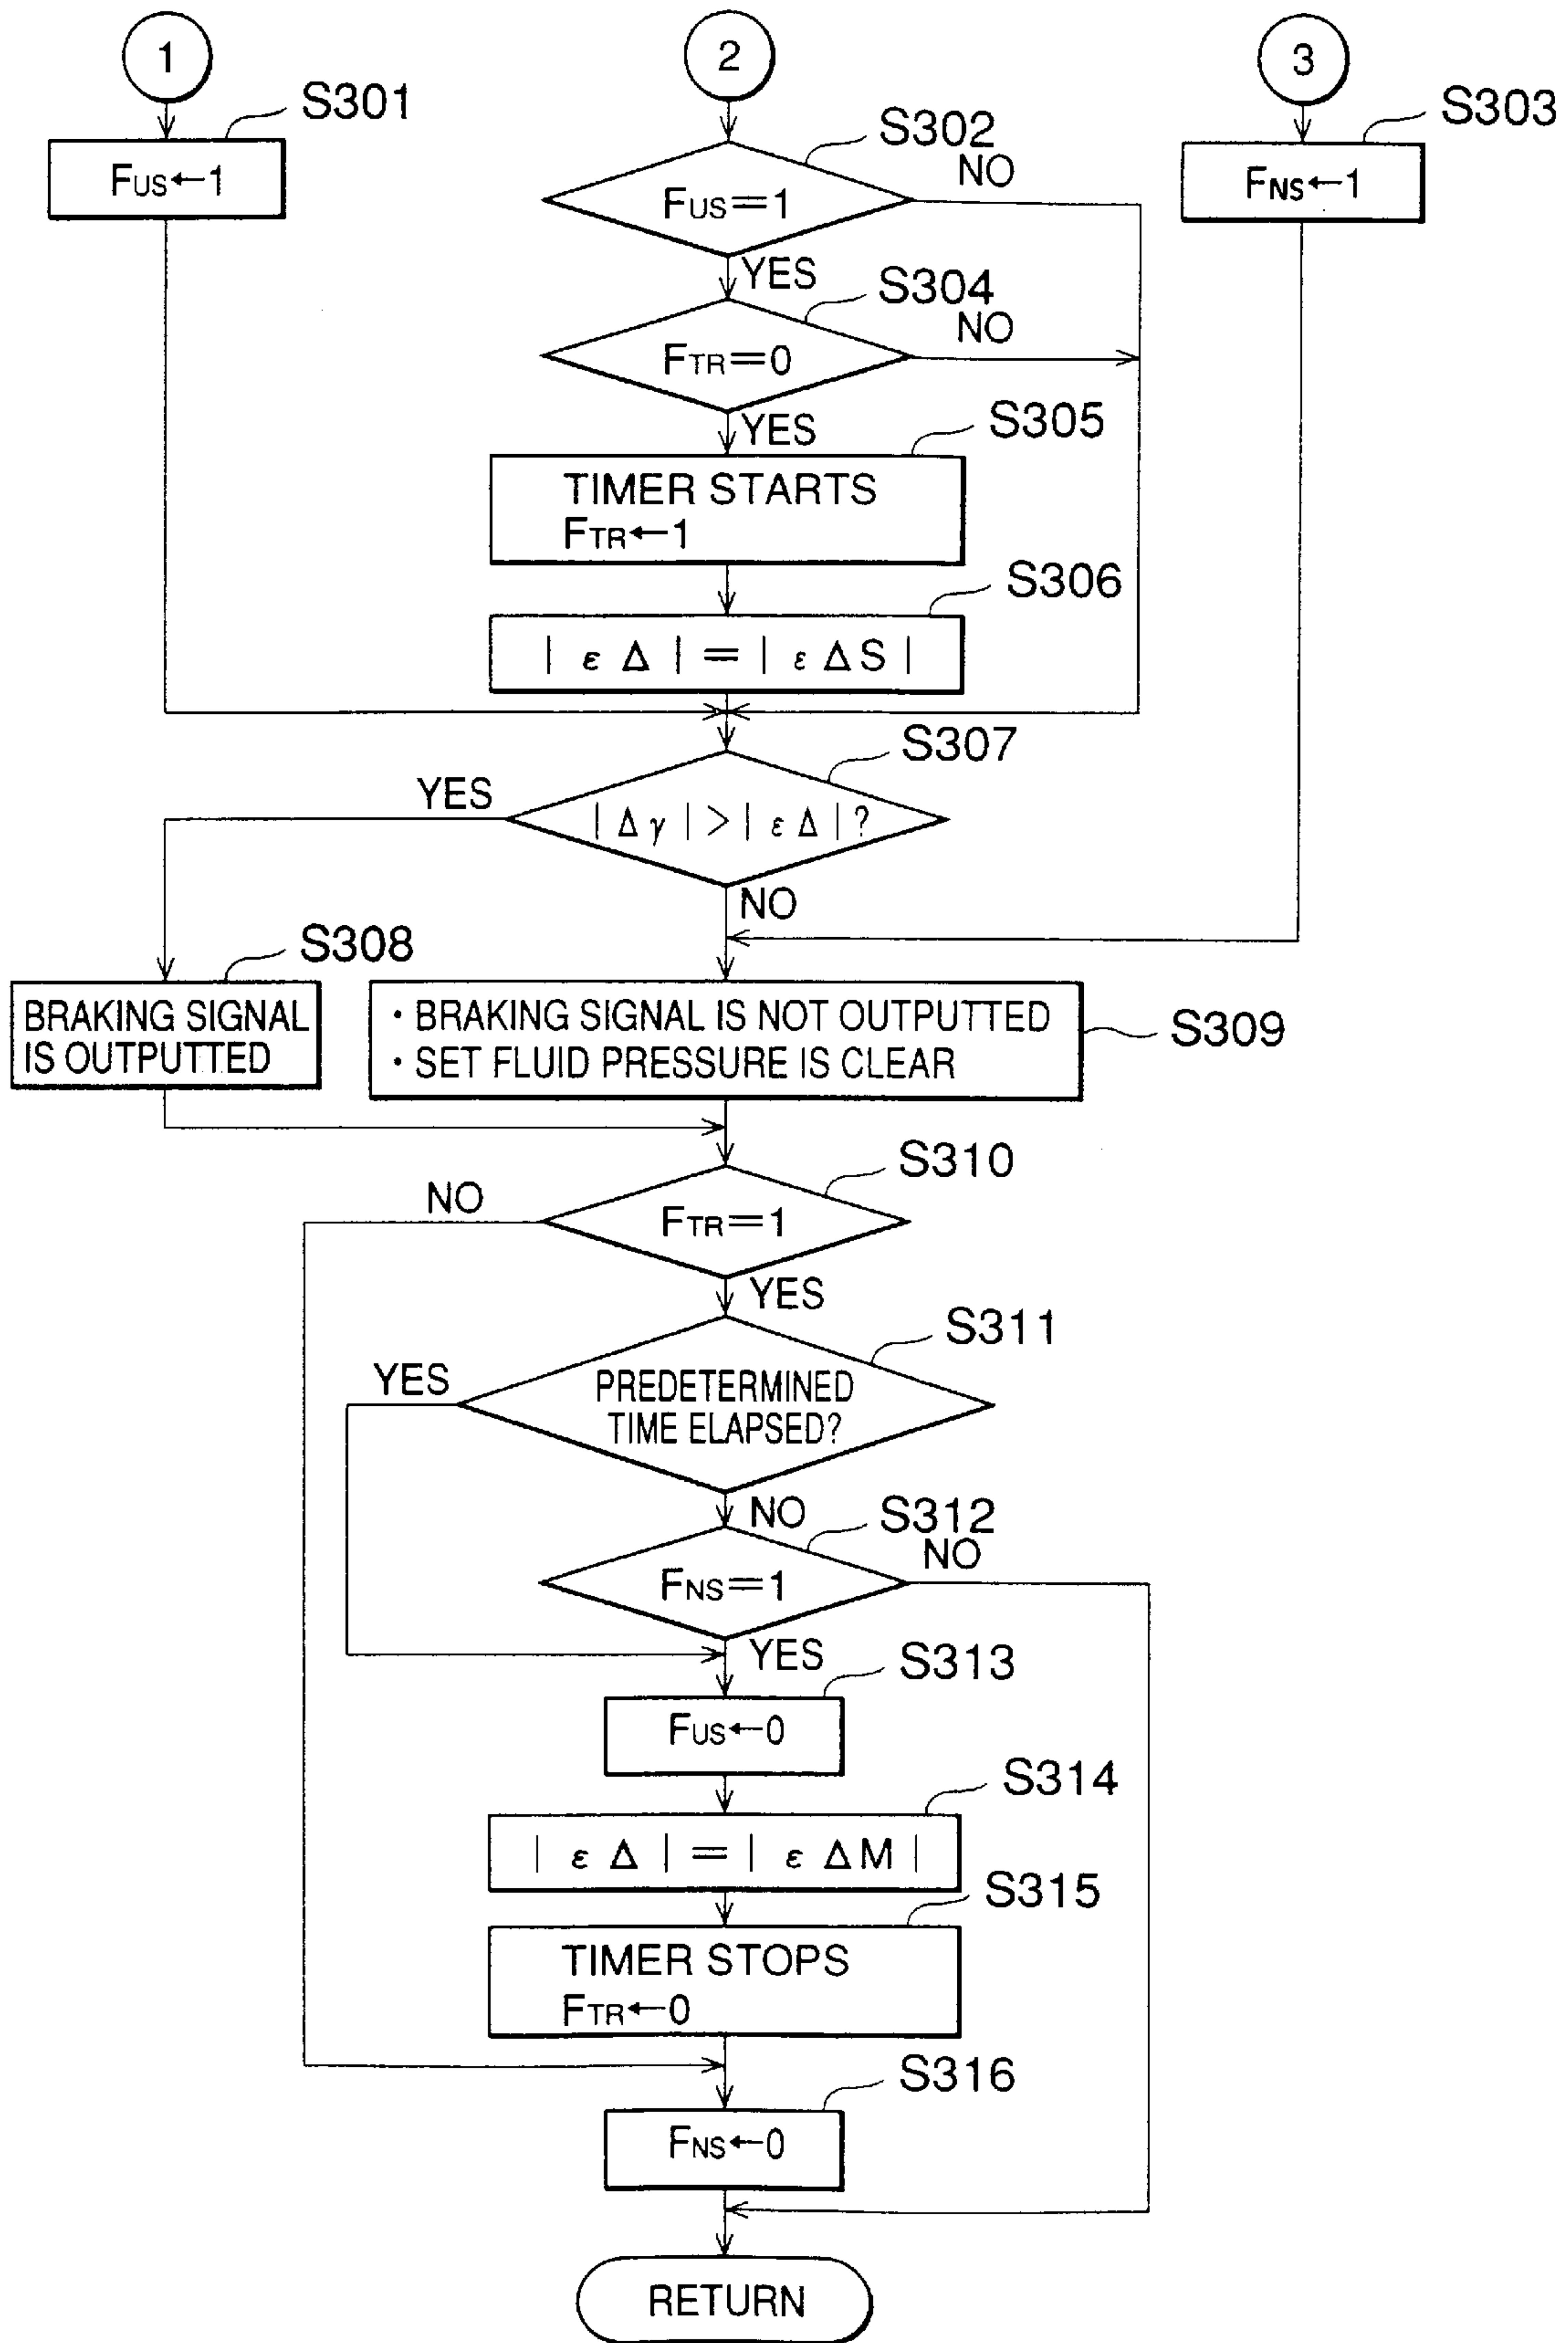 1
2
3
S301
S302
S303
FUS←1
FUS=1
NO
FNS←1
YES
S304
NO
FTR=0
YES
S305
TIMER STARTS
FTR←1
S306
| ε Δ | = | ε ΔS |
S307
YES
| Δ γ | > | ε Δ | ?
NO
S308
BRAKING SIGNAL
IS OUTPUTTED
・BRAKING SIGNAL IS NOT OUTPUTTED
・SET FLUID PRESSURE IS CLEAR
S309
S310
NO
FTR=1
YES
S311
YES
PREDETERMINED
TIME ELAPSED?
NO
S312
NO
FNS=1
YES
S313
FUS←0
S314
| ε Δ | = | ε ΔM |
S315
TIMER STOPS
FTR←0
S316
FNS←0
RETURN